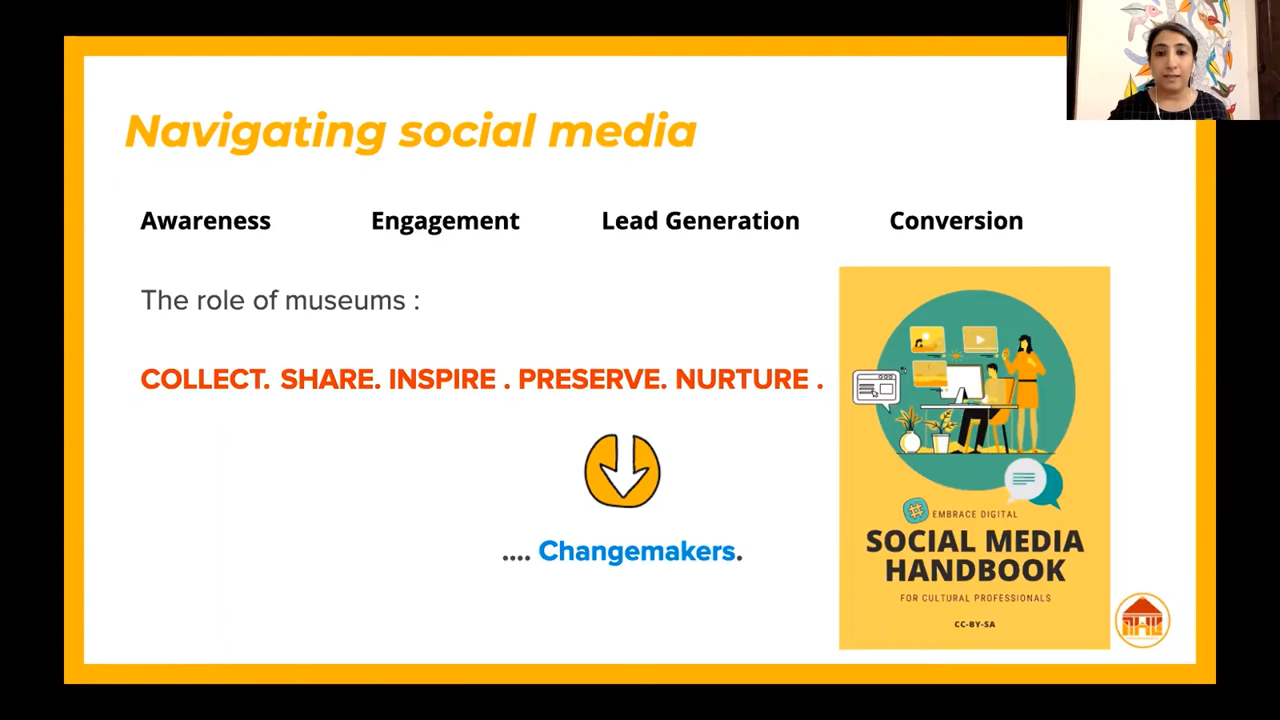 Navigating social media
Awareness Engagement Lead Generation Conversion
The role of museums :
COLLECT. SHARE. INSPIRE . PRESERVE. NURTURE .
.... Changemakers.
# EMBRACE DIGITAL
SOCIAL MEDIA
HANDBOOK
FOR CULTURAL PROFESSIONALS
CC-BY-SA